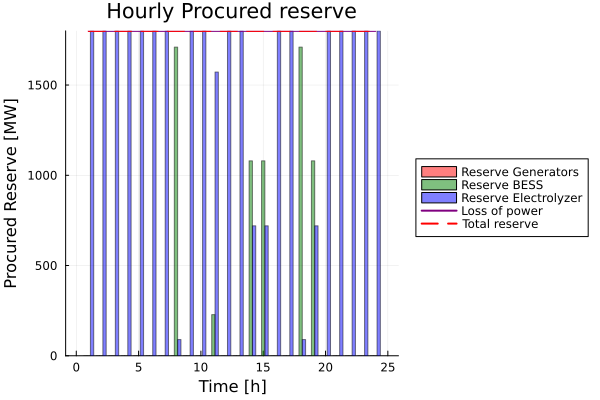 Hourly Procured reserve
Procured Reserve [MW]
1500
1000
500
0
0 5 10 15 20 25
Time [h]
Reserve Generators
Reserve BESS
Reserve Electrolyzer
Loss of power
Total reserve